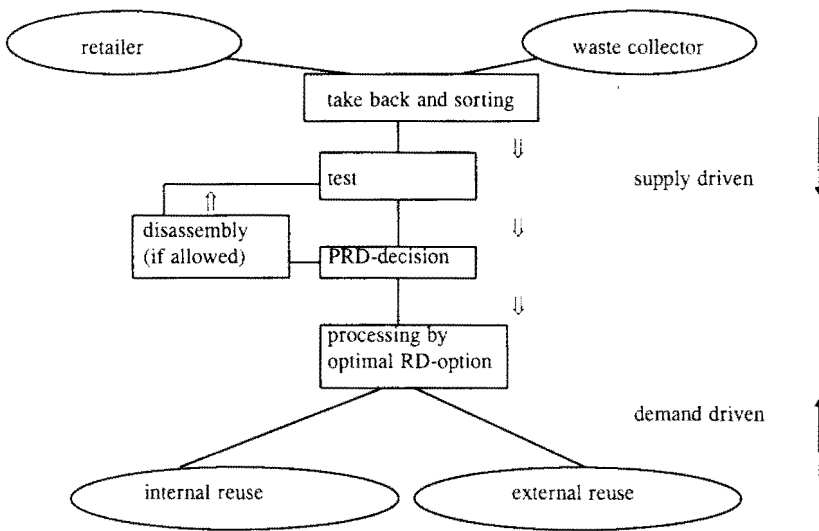 retailer
waste collector
take back and sorting
test
supply driven
disassembly
(if allowed)
PRD-decision
processing by
optimal RD-option
demand driven
internal reuse
external reuse